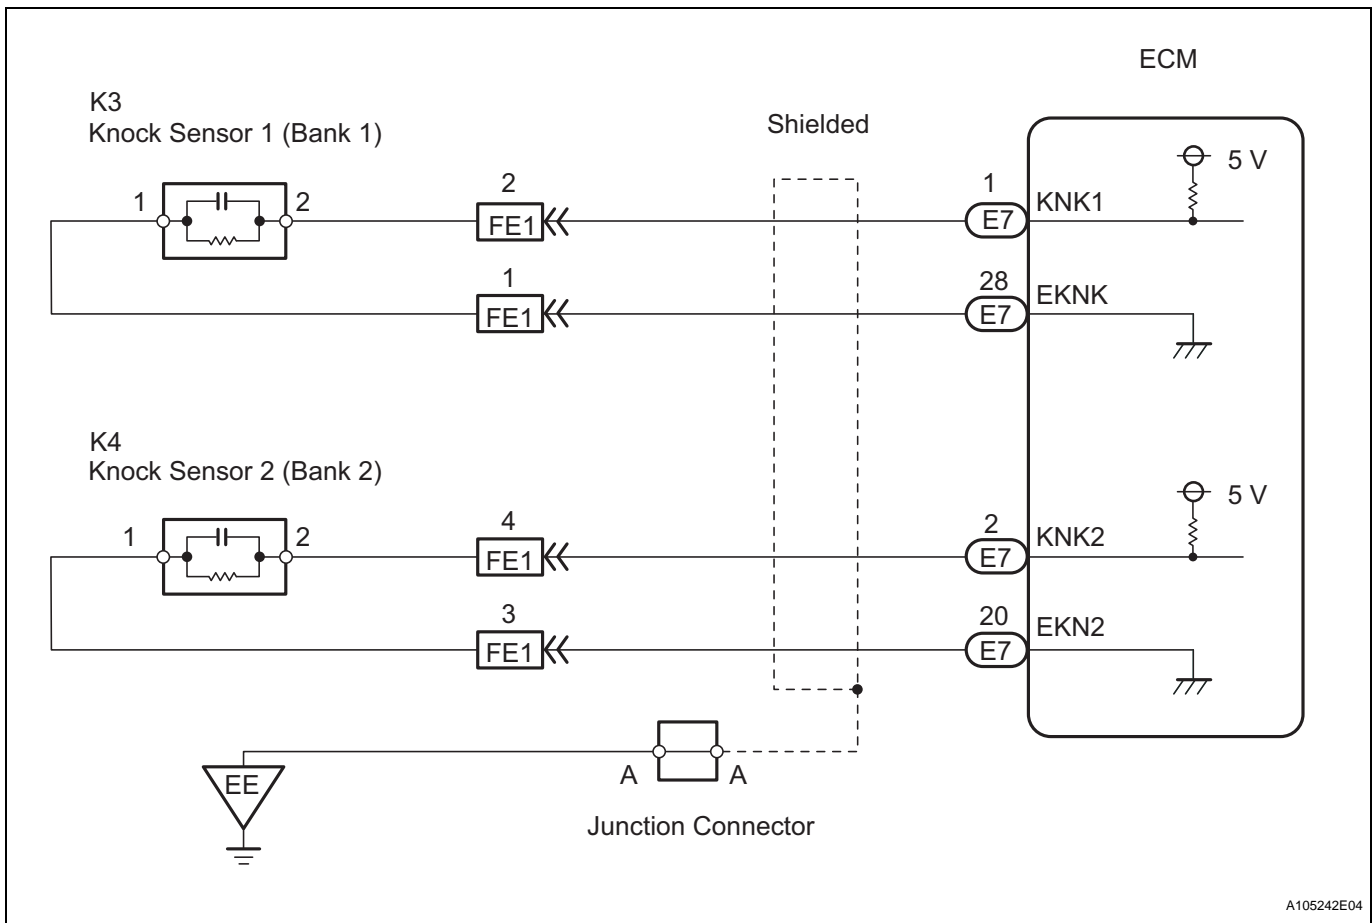 ECM
K3
Knock Sensor 1 (Bank 1)
Shielded
5 V
1 2
2
FE1
1
E7
KNK1
1
FE1
28
E7
EKNK
K4
Knock Sensor 2 (Bank 2)
5 V
1 2
4
FE1
2
E7
KNK2
3
FE1
20
E7
EKN2
A A
EE
Junction Connector
A105242E04